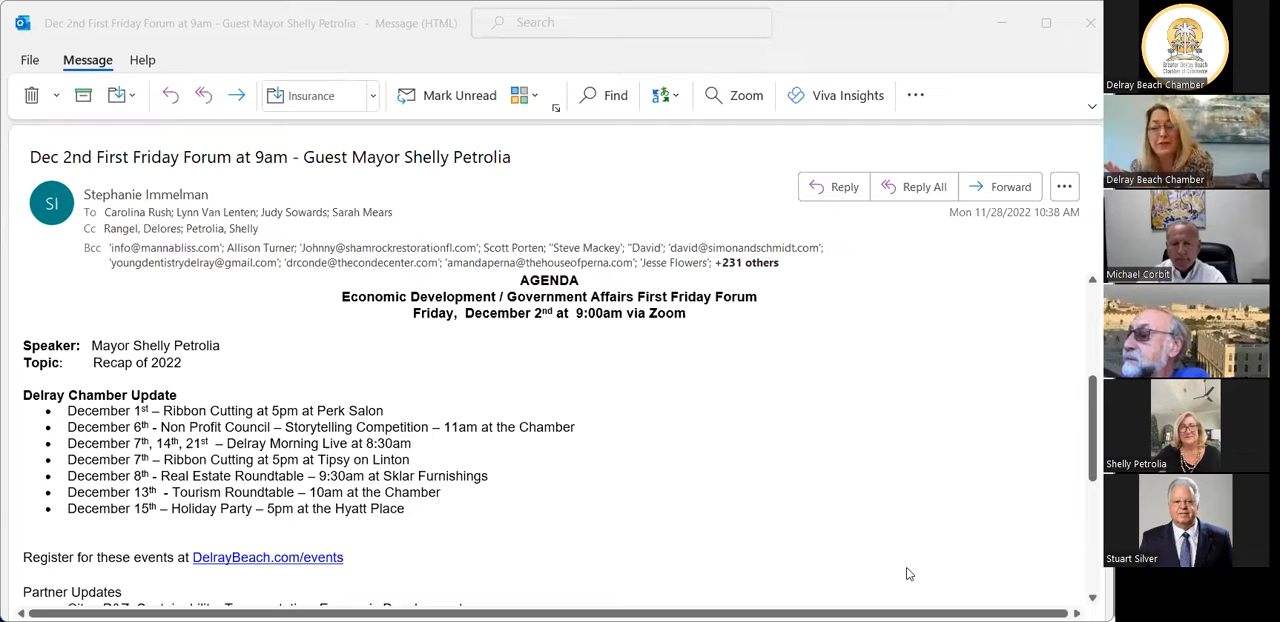 Dec 2nd First Friday Forum at 9am - Guest Mayor Shelly Petrolia - Message (HTML)
Search
File Message Help
Insurance
Mark Unread
Find
Zoom
Viva Insights
Dec 2nd First Friday Forum at 9am - Guest Mayor Shelly Petrolia
SI
Stephanie Immelman
Reply Reply All Forward
To Carolina Rush; Lynn Van Lenten; Judy Sowards; Sarah Mears
Mon 11/28/2022 10:38 AM
Cc Rangel, Delores; Petrolia, Shelly
Bcc 'info@mannabliss.com'; Allison Turner; 'Johnny@shamrockrestorationfl.com'; Scott Porten; "Steve Mackey'; "David'; 'david@simonandschmidt.com';
'youngdentistrydelray@gmail.com'; 'drconde@thecondecenter.com'; 'amandaperna@thehouseofperna.com'; 'Jesse Flowers'; +231 others
AGENDA
Economic Development / Government Affairs First Friday Forum
Friday, December 2nd at 9:00am via Zoom
Speaker: Mayor Shelly Petrolia
Topic: Recap of 2022
Delray Chamber Update
• December 1st – Ribbon Cutting at 5pm at Perk Salon
• December 6th - Non Profit Council – Storytelling Competition – 11am at the Chamber
• December 7th, 14th, 21st – Delray Morning Live at 8:30am
• December 7th – Ribbon Cutting at 5pm at Tipsy on Linton
• December 8th - Real Estate Roundtable – 9:30am at Sklar Furnishings
• December 13th - Tourism Roundtable – 10am at the Chamber
• December 15th – Holiday Party – 5pm at the Hyatt Place
Register for these events at DelrayBeach.com/events
Partner Updates
Greater Delray Beach
Chamber of Commerce
Delray Beach Chamber
Delray Beach Chamber
Michael Corbit
Shelly Petrolia
Stuart Silver